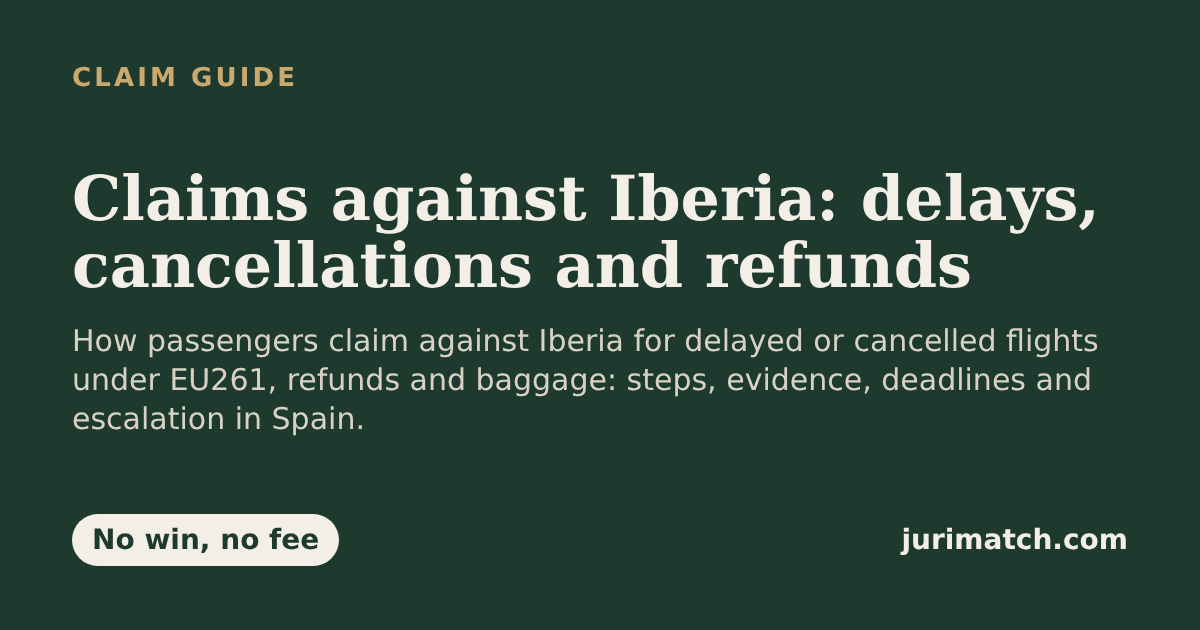 CLAIM GUIDE
Claims against Iberia: delays,
cancellations and refunds
How passengers claim against Iberia for delayed or cancelled flights
under EU261, refunds and baggage: steps, evidence, deadlines and
escalation in Spain.
No win, no fee
jurimatch.com